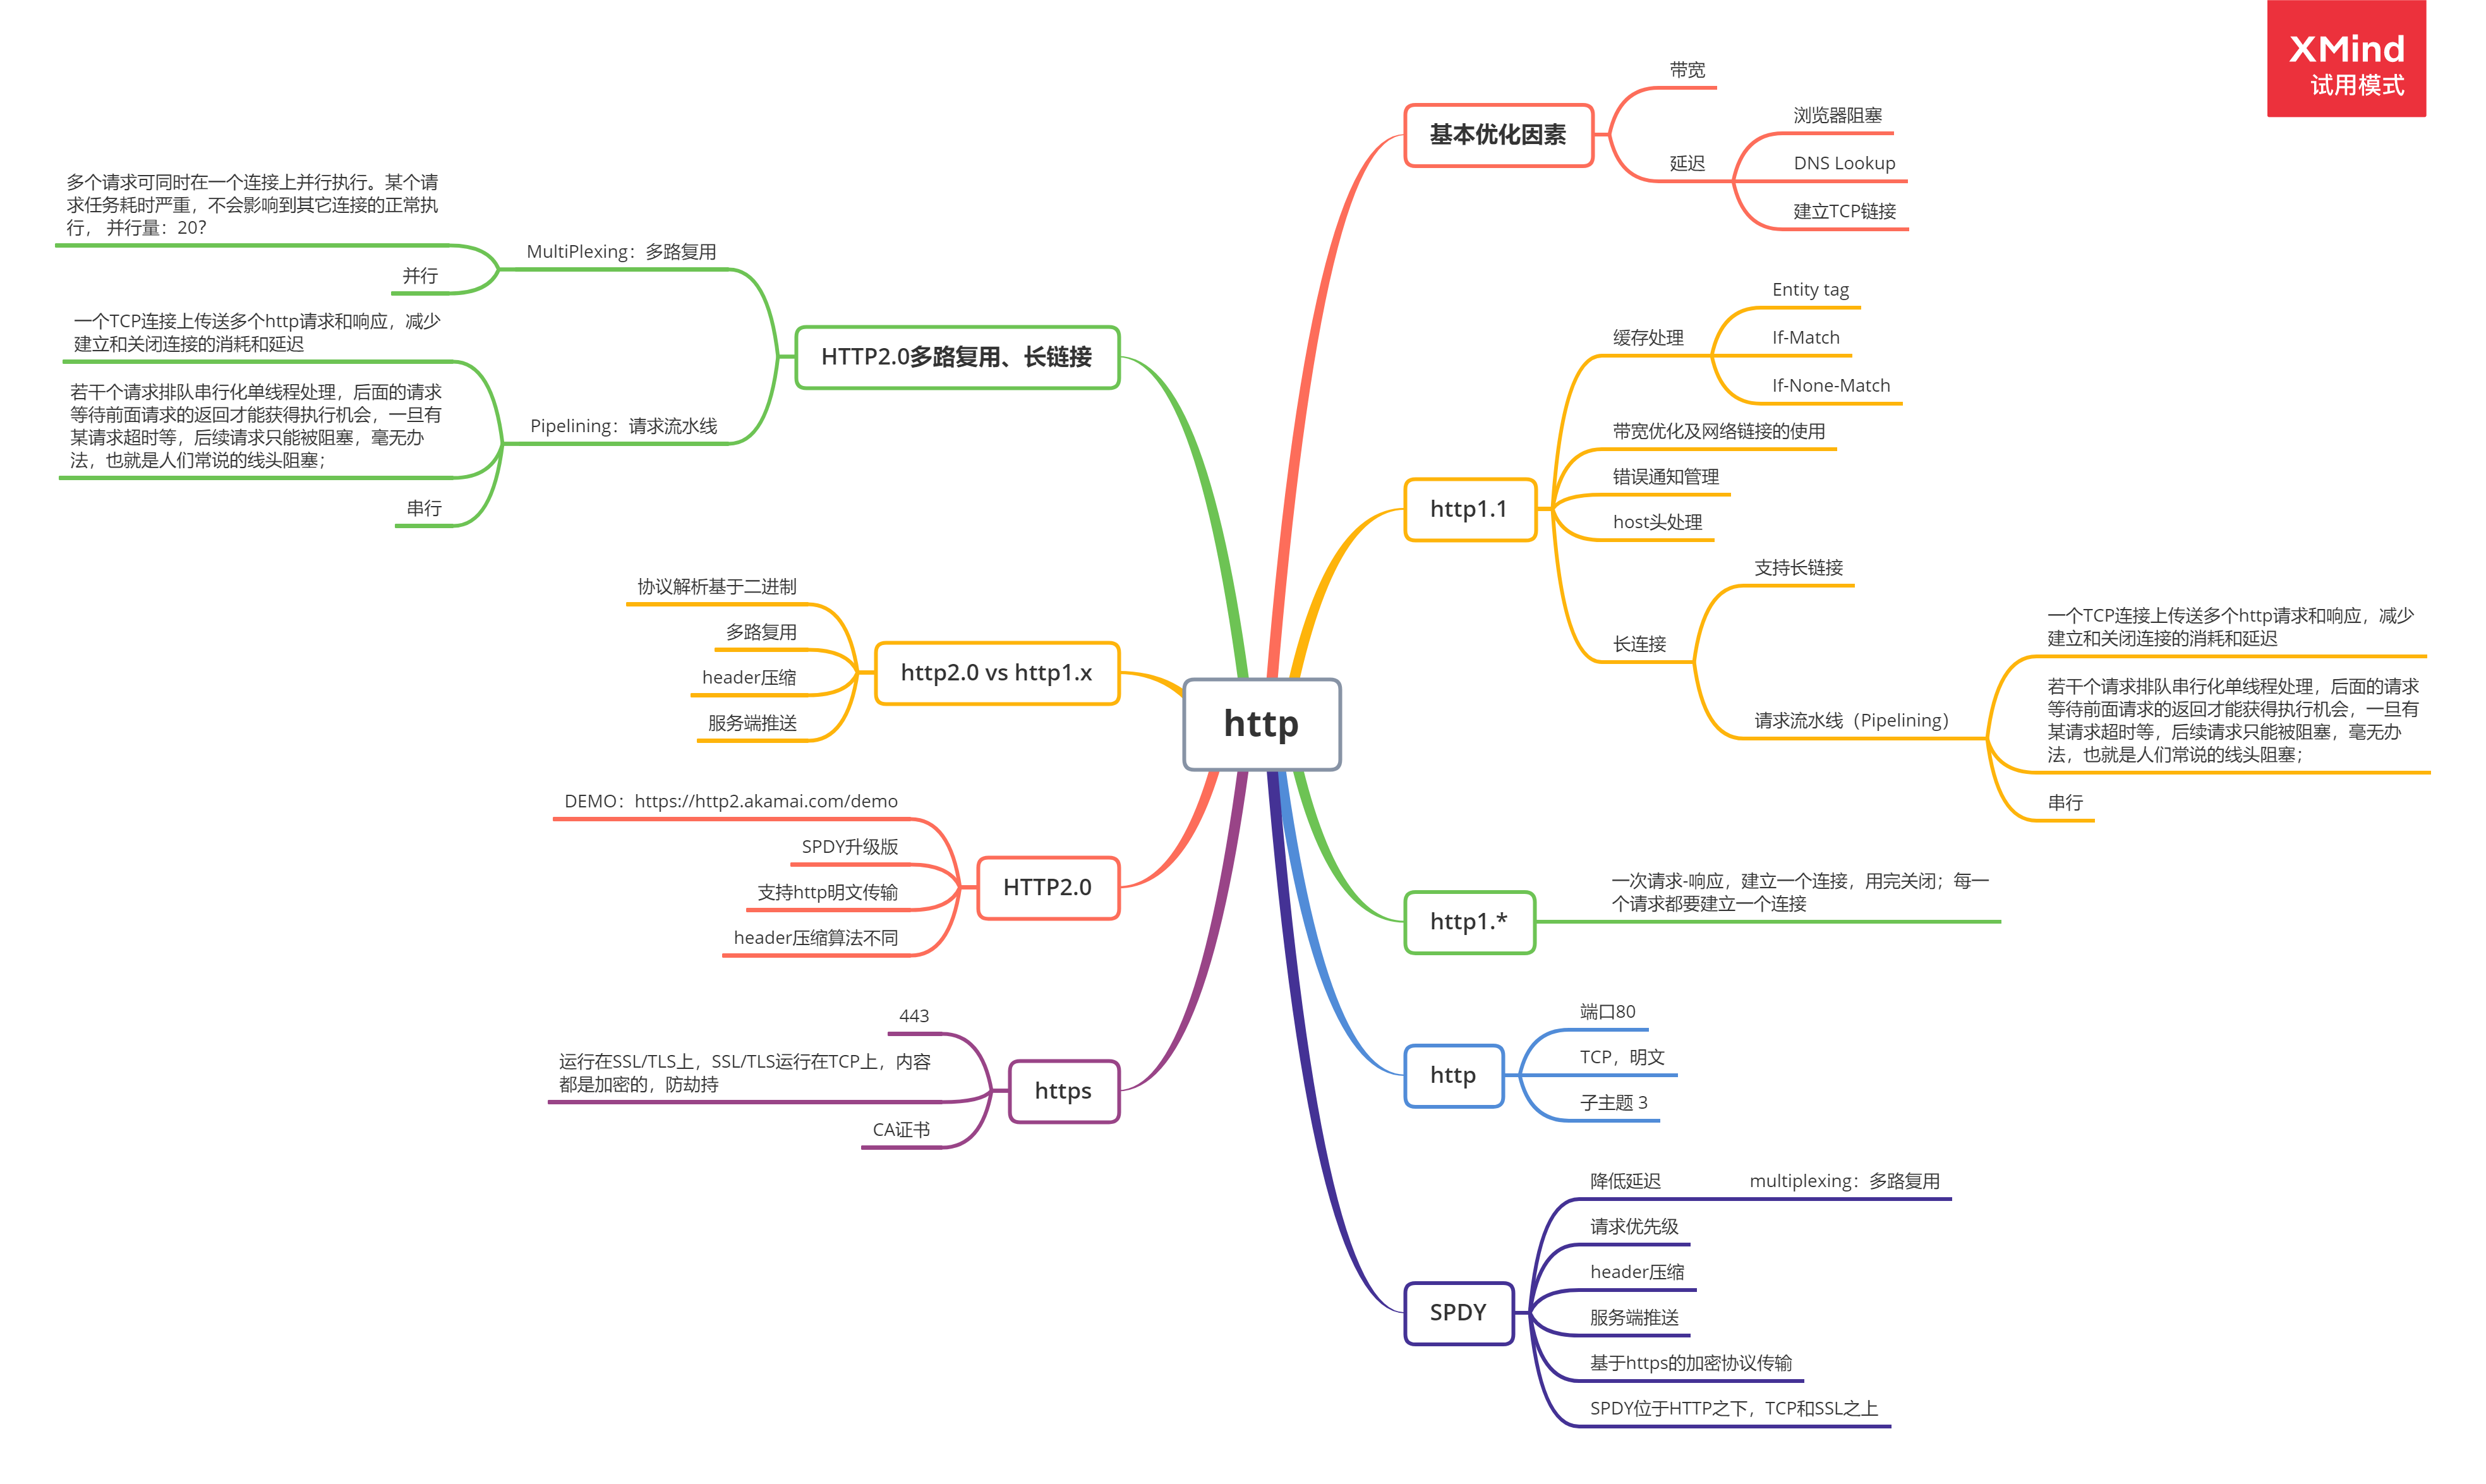 XMind
试用模式
http
基本优化因素
带宽
延迟
浏览器阻塞
DNS Lookup
建立TCP链接
http1.1
缓存处理
Entity tag
If-Match
If-None-Match
带宽优化及网络链接的使用
错误通知管理
host头处理
长连接
支持长链接
请求流水线（Pipelining）
一个TCP连接上传送多个http请求和响应，减少
建立和关闭连接的消耗和延迟
若干个请求排队串行化单线程处理，后面的请求
等待前面请求的返回才能获得执行机会，一旦有
某请求超时等，后续请求只能被阻塞，毫无办
法，也就是人们常说的线头阻塞；
串行
http1.*
一次请求-响应，建立一个连接，用完关闭；每一
个请求都要建立一个连接
http
端口80
TCP，明文
子主题 3
SPDY
降低延迟
multiplexing：多路复用
请求优先级
header压缩
服务端推送
基于https的加密协议传输
SPDY位于HTTP之下，TCP和SSL之上
HTTP2.0多路复用、长链接
MultiPlexing：多路复用
多个请求可同时在一个连接上并行执行。某个请
求任务耗时严重，不会影响到其它连接的正常执
行， 并行量：20？
并行
Pipelining：请求流水线
一个TCP连接上传送多个http请求和响应，减少
建立和关闭连接的消耗和延迟
若干个请求排队串行化单线程处理，后面的请求
等待前面请求的返回才能获得执行机会，一旦有
某请求超时等，后续请求只能被阻塞，毫无办
法，也就是人们常说的线头阻塞；
串行
http2.0 vs http1.x
协议解析基于二进制
多路复用
header压缩
服务端推送
HTTP2.0
DEMO：https://http2.akamai.com/demo
SPDY升级版
支持http明文传输
header压缩算法不同
https
443
运行在SSL/TLS上，SSL/TLS运行在TCP上，内容
都是加密的，防劫持
CA证书